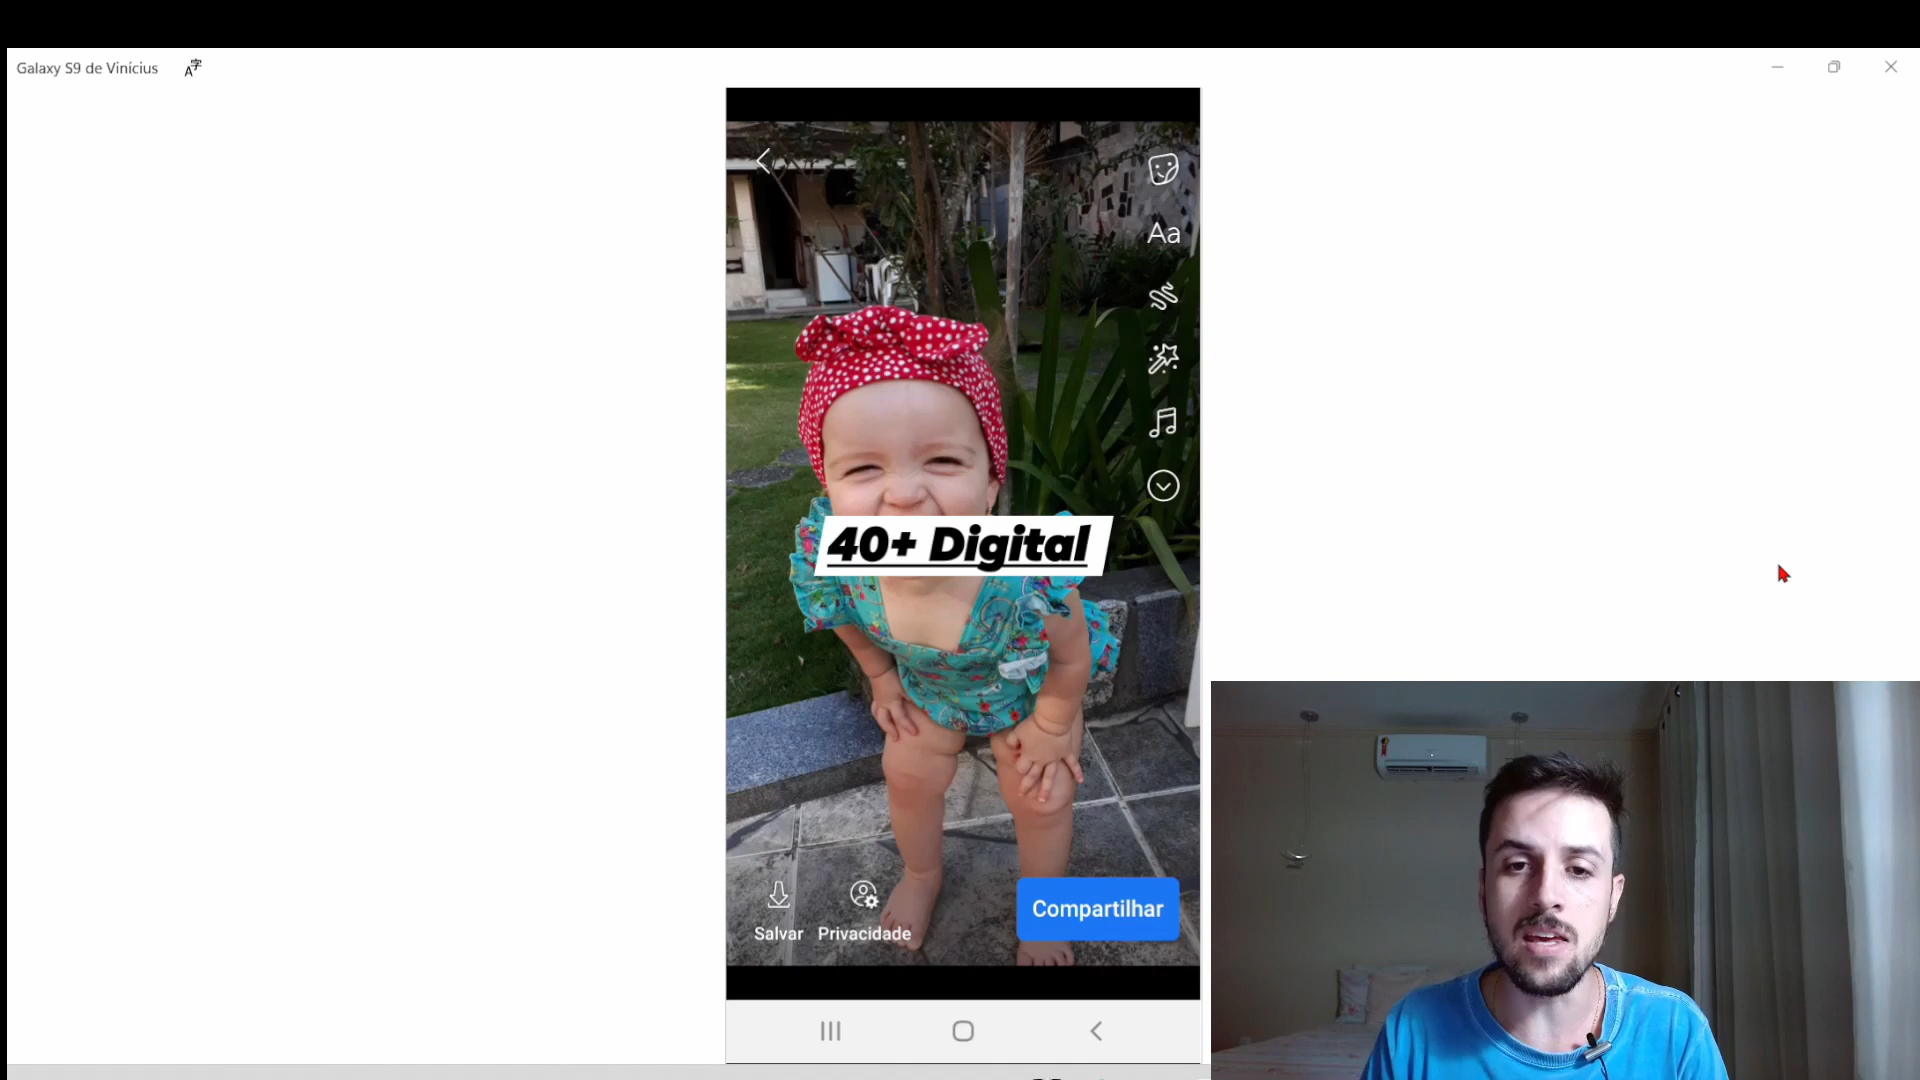 Galaxy S9 de Vinícius
Aa
40+ Digital
Salvar
Privacidade
Compartilhar